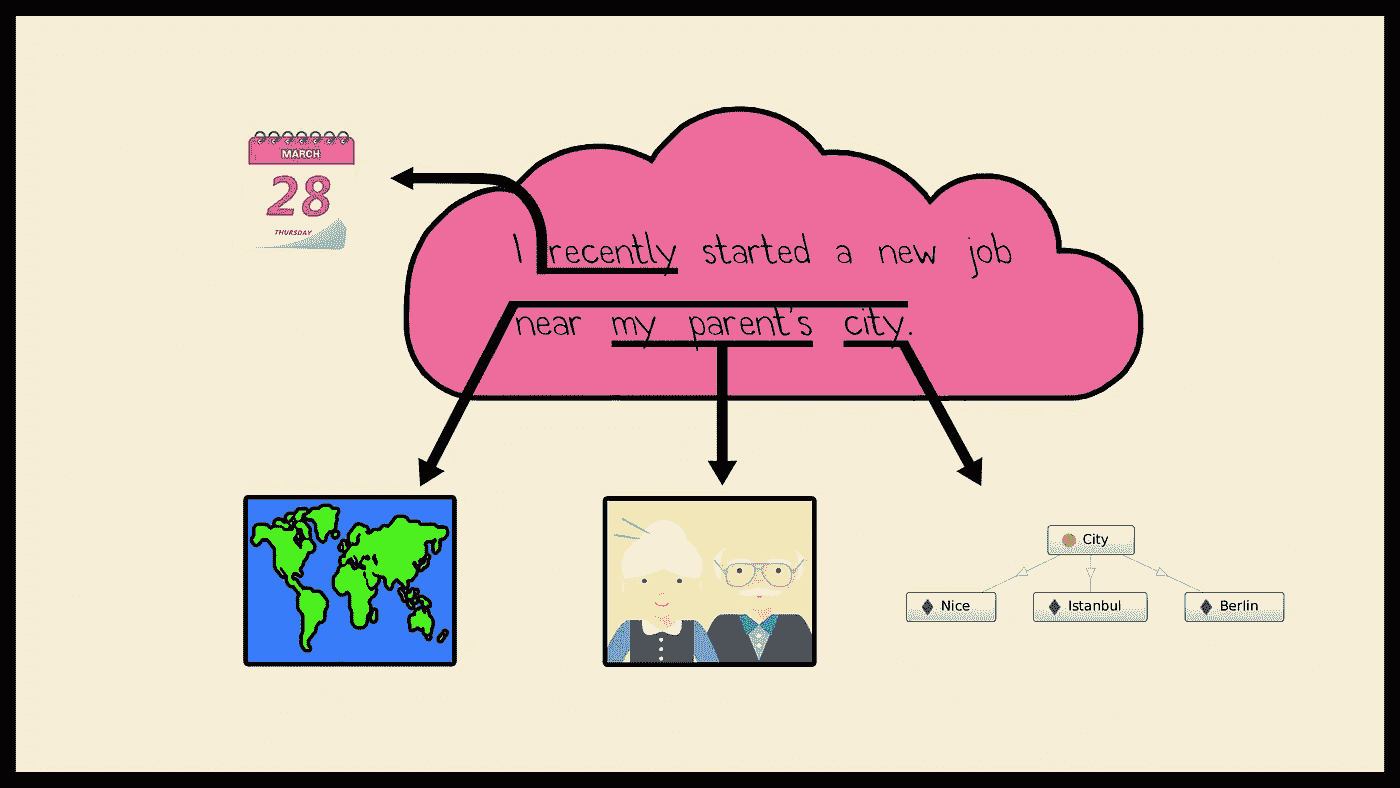 MARCH
28
THURSDAY
I recently started a new job
near my parent's city.
City
Nice
Istanbul
Berlin